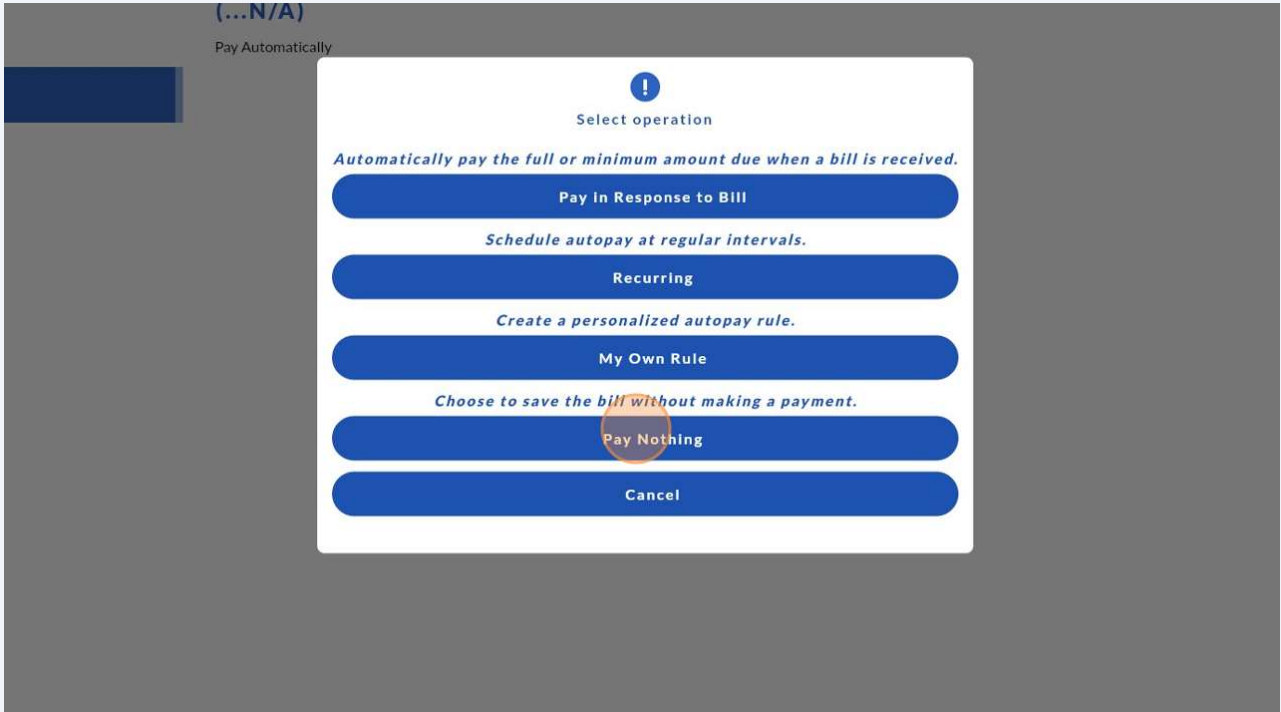 (...N/A)
Pay Automatically
Select operation
Automatically pay the full or minimum amount due when a bill is received.
Pay In Response to Bill
Schedule autopay at regular intervals.
Recurring
Create a personalized autopay rule.
My Own Rule
Choose to save the bill without making a payment.
Pay Nothing
Cancel